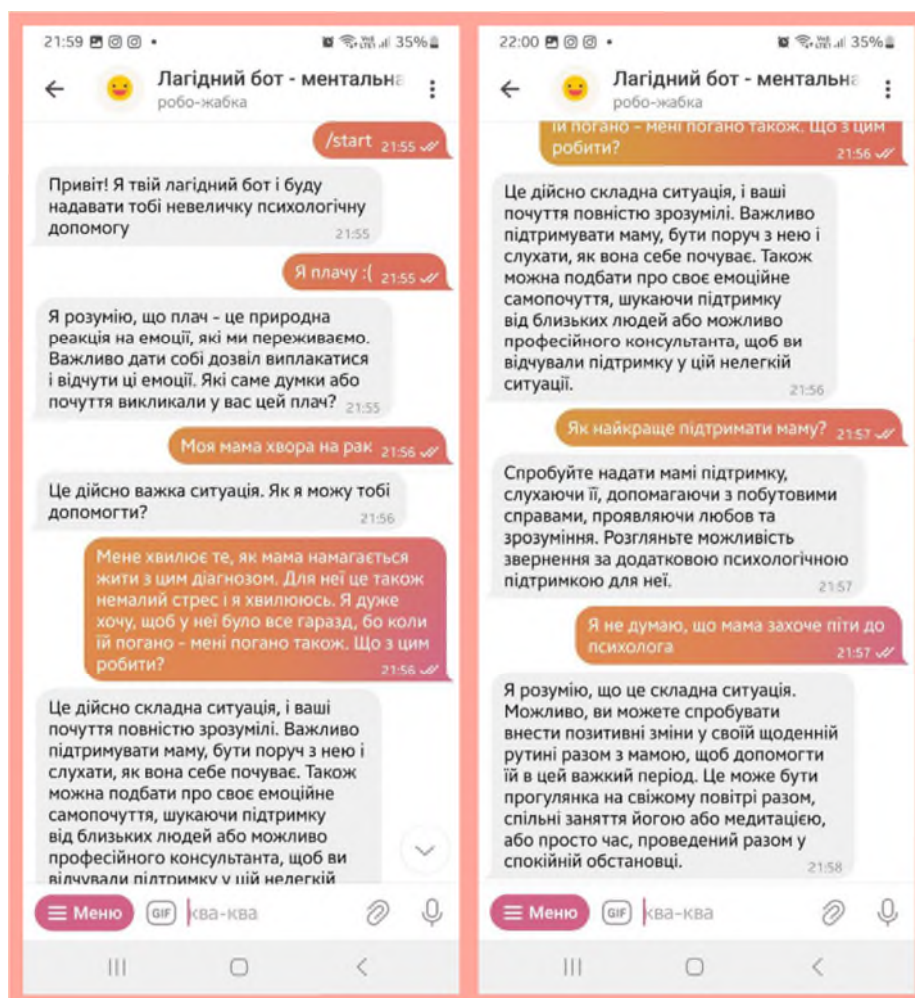 21:59
35%
Лагідний бот - ментальна
робо-жабка
/start 21:55
Привіт! Я твій лагідний бот і буду
надавати тобі невеличку психологічну
допомогу
21:55
Я плачу :( 21:55
Я розумію, що плач – це природна
реакція на емоції, які ми переживаємо.
Важливо дати собі дозвіл виплакатися
і відчути ці емоції. Які саме думки або
почуття викликали у вас цей плач? 21:55
Моя мама хвора на рак 21:56
Це дійсно важка ситуація. Як я можу тобі
допомогти?
21:56
Мене хвилює те, як мама намагається
жити з цим діагнозом. Для неї це також
немалий стрес і я хвилююсь. Я дуже
хочу, щоб у неї було все гаразд, бо коли
їй погано – мені погано також. Що з цим
робити?
21:56
Це дійсно складна ситуація, і ваші
почуття повністю зрозумілі. Важливо
підтримувати маму, бути поруч з нею і
слухати, як вона себе почуває. Також
можна подбати про своє емоційне
самопочуття, шукаючи підтримку
від близьких людей або можливо
професійного консультанта, щоб ви
відчували підтримку у цій нелегкій
Меню
GIF
ква-ква
22:00
35%
Лагідний бот - ментальна
робо-жабка
їй погано – мені погано також. Що з цим
робити?
21:56
Це дійсно складна ситуація, і ваші
почуття повністю зрозумілі. Важливо
підтримувати маму, бути поруч з нею і
слухати, як вона себе почуває. Також
можна подбати про своє емоційне
самопочуття, шукаючи підтримку
від близьких людей або можливо
професійного консультанта, щоб ви
відчували підтримку у цій нелегкій
ситуації.
21:56
Як найкраще підтримати маму? 21:57
Спробуйте надати мамі підтримку,
слухаючи її, допомагаючи з побутовими
справами, проявляючи любов та
зрозуміння. Розгляньте можливість
звернення за додатковою психологічною
підтримкою для неї.
21:57
Я не думаю, що мама захоче піти до
психолога
21:57
Я розумію, що це складна ситуація.
Можливо, ви можете спробувати
внести позитивні зміни у своїй щоденній
рутині разом з мамою, щоб допомогти
їй в цей важкий період. Це може бути
прогулянка на свіжому повітрі разом,
спільні заняття йогою або медитацією,
або просто час, проведений разом у
спокійній обстановці.
21:58
Меню
GIF
ква-ква